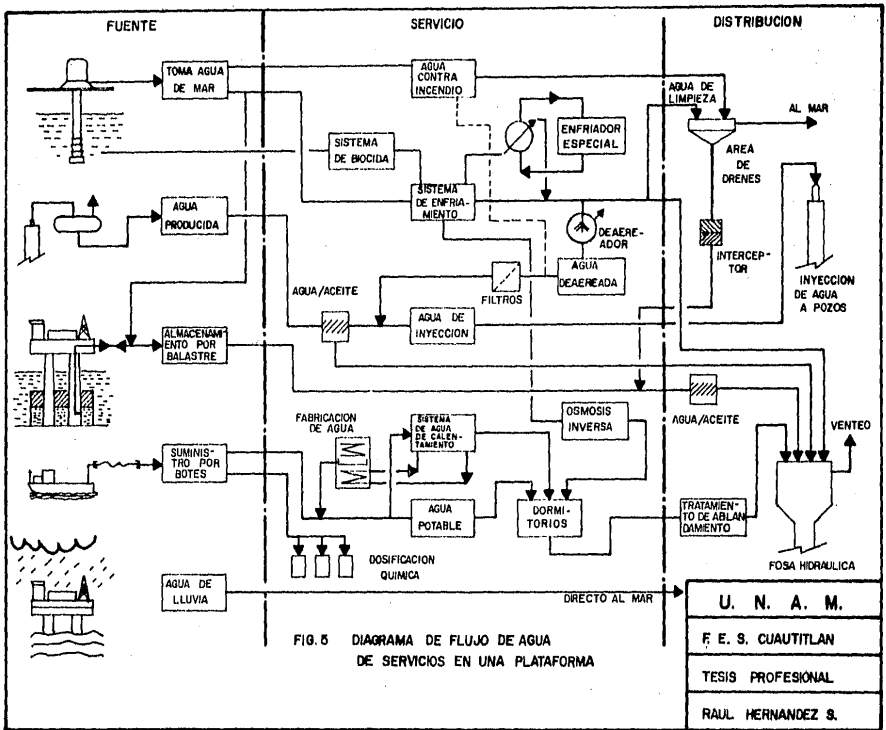 FUENTE
SERVICIO
DISTRIBUCION
TOMA AGUA
DE MAR
AGUA
CONTRA
INCENDIO
AGUA DE
LIMPIEZA
AL MAR
SISTEMA
DE BIOCIDA
ENFRIADOR
ESPECIAL
AREA
DE
DRENES
SISTEMA
DE ENFRIA-
MIENTO
AGUA
PRODUCIDA
DEAERE-
ADOR
INTERCEP-
TOR
AGUA
DEAEREADA
FILTROS
INYECCION
DE AGUA
A POZOS
AGUA/ACEITE
AGUA DE
INYECCION
ALMACENAMI
ENTO POR
BALASTRE
AGUA/ACEITE
FABRICACION
DE AGUA
SISTEMA
DE AGUA
DE CALEN-
TAMIENTO
OSMOSIS
INVERSA
VENTEO
SUMINIS-
TRO POR
BOTES
AGUA
POTABLE
DORMI-
TORIOS
TRATAMIEN-
TO DE ABLAN
DAMIENTO
DOSIFICACION
QUIMICA
FOSA HIDRAULICA
AGUA DE
LLUVIA
DIRECTO AL MAR
FIG. 5 DIAGRAMA DE FLUJO DE AGUA
DE SERVICIOS EN UNA PLATAFORMA
U. N. A. M.
F. E. S. CUAUTITLAN
TESIS PROFESIONAL
RAUL HERNANDEZ S.